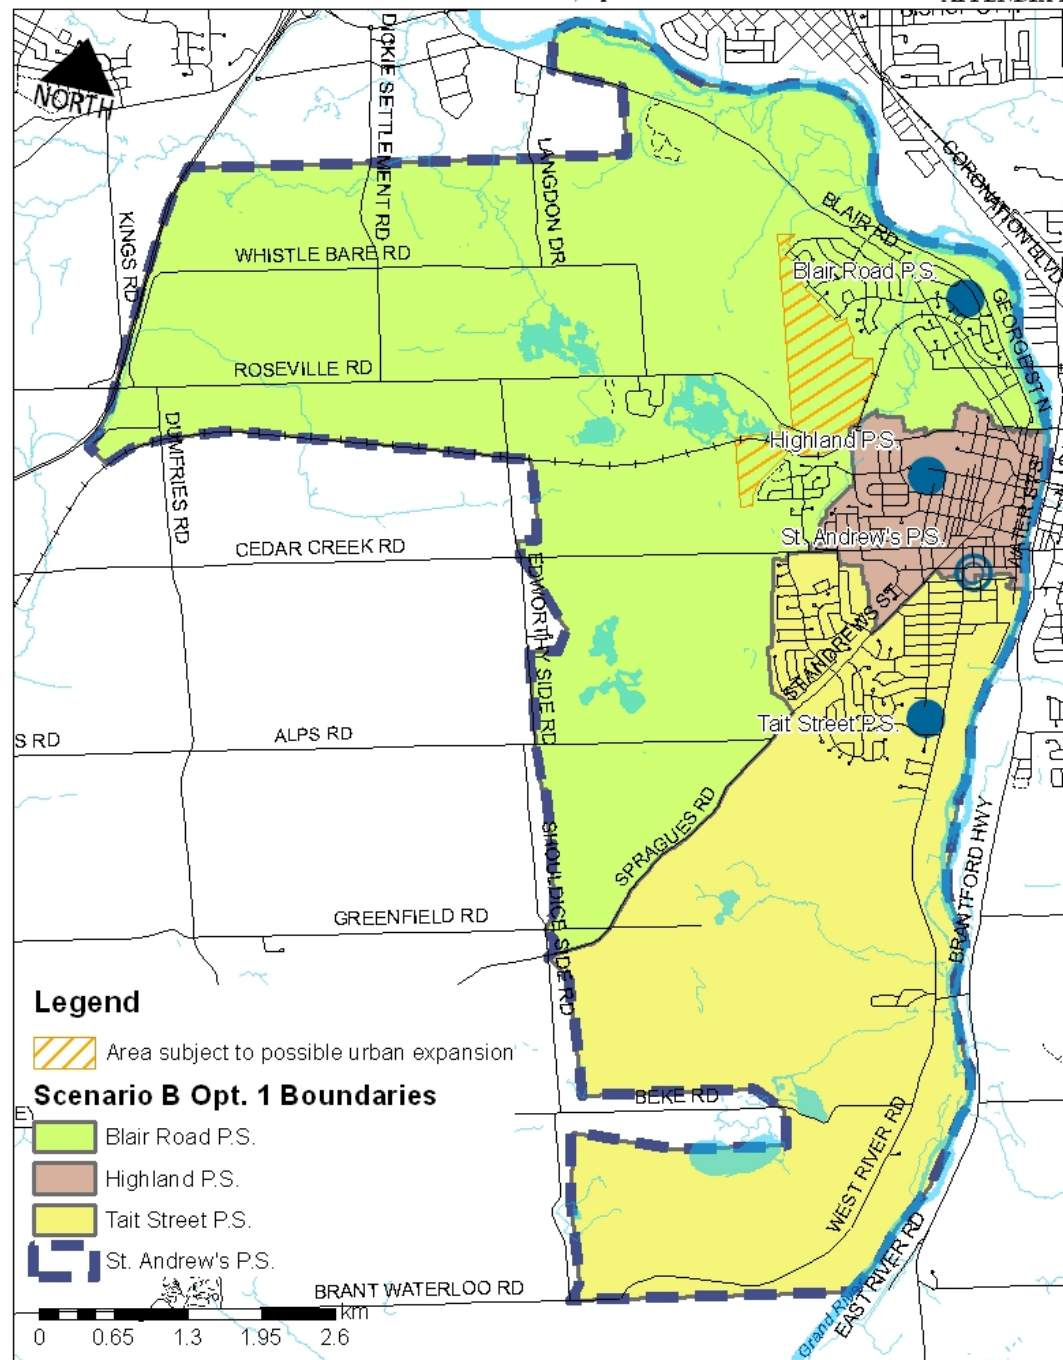 NORTH
DICKIE SETTLEMENT RD
LANGDON DR
CORONATION BLVD
KINGS RD
BLAIR RD
WHISTLE BARE RD
Blair Road P.S.
GEORGE ST N
ROSEVILLE RD
DUMFRIES RD
Highland P.S.
WATER ST S
CEDAR CREEK RD
St. Andrew's P.S.
EDWORTHY SIDE RD
ST ANDREWS ST
Tait Street P.S.
S RD
ALPS RD
SPRAGUES RD
SHOULDICE SIDE RD
BRANTFORD HWY
GREENFIELD RD
Legend
Area subject to possible urban expansion
Scenario B Opt. 1 Boundaries
BEKE RD
Blair Road P.S.
Highland P.S.
WEST RIVER RD
Tait Street P.S.
St. Andrew's P.S.
EAST RIVER RD
BRANT WATERLOO RD
Grand River
km
0 0.65 1.3 1.95 2.6